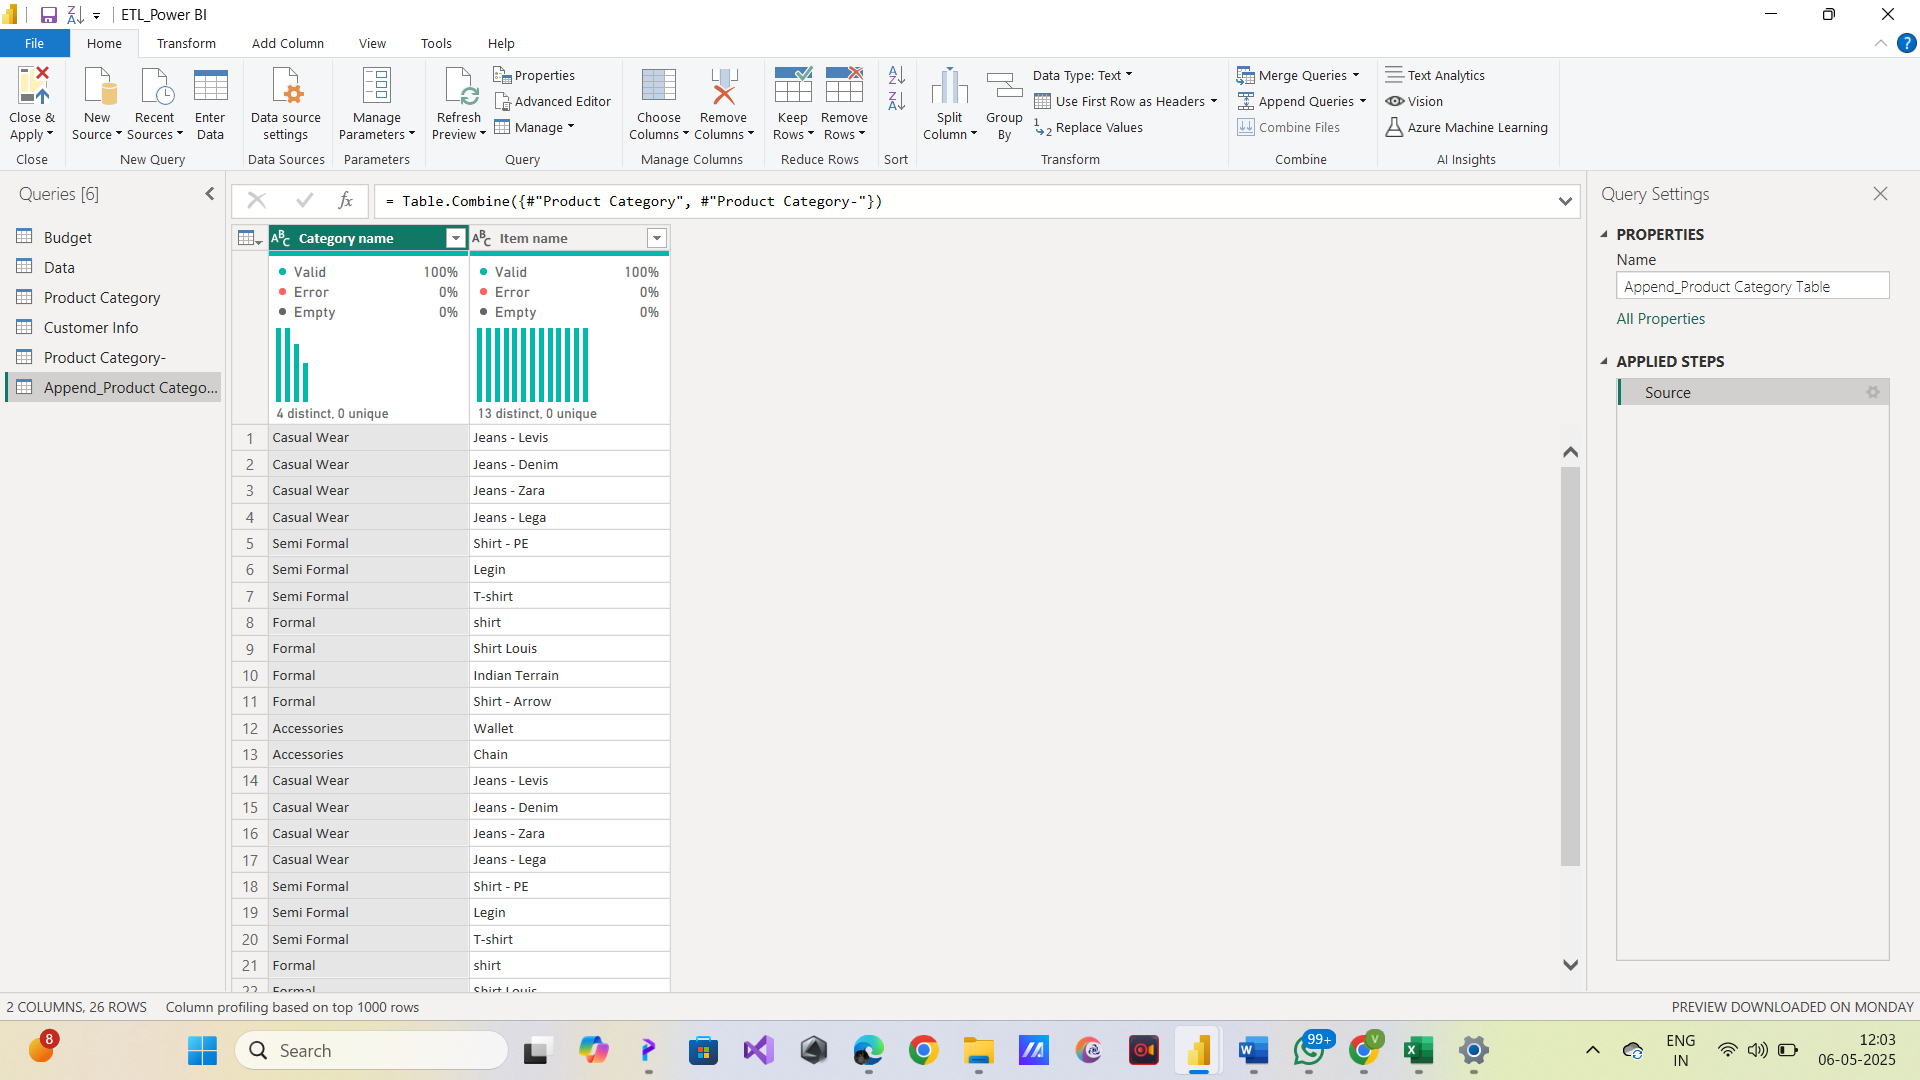 ETL_Power BI
File
Home
Transform
Add Column
View
Tools
Help
Close &
Apply
Close
New
Source
Recent
Sources
Enter
Data
New Query
Data source
settings
Data Sources
Manage
Parameters
Parameters
Refresh
Preview
Properties
Advanced Editor
Manage
Query
Choose
Columns
Remove
Columns
Manage Columns
Keep
Rows
Remove
Rows
Reduce Rows
Sort
Split
Column
Group
By
Data Type: Text
Use First Row as Headers
Replace Values
Transform
Merge Queries
Append Queries
Combine Files
Combine
Text Analytics
Vision
Azure Machine Learning
AI Insights
Queries [6]
Budget
Data
Product Category
Customer Info
Product Category-
Append_Product Catego...
fx
= Table.Combine({#"Product Category", #"Product Category-"})
Category name
Item name
Valid 100%
Error 0%
Empty 0%
4 distinct, 0 unique
Valid 100%
Error 0%
Empty 0%
13 distinct, 0 unique
1 Casual Wear Jeans - Levis
2 Casual Wear Jeans - Denim
3 Casual Wear Jeans - Zara
4 Casual Wear Jeans - Lega
5 Semi Formal Shirt - PE
6 Semi Formal Legin
7 Semi Formal T-shirt
8 Formal shirt
9 Formal Shirt Louis
10 Formal Indian Terrain
11 Formal Shirt - Arrow
12 Accessories Wallet
13 Accessories Chain
14 Casual Wear Jeans - Levis
15 Casual Wear Jeans - Denim
16 Casual Wear Jeans - Zara
17 Casual Wear Jeans - Lega
18 Semi Formal Shirt - PE
19 Semi Formal Legin
20 Semi Formal T-shirt
21 Formal shirt
22 Formal Shirt Louis
Query Settings
PROPERTIES
Name
Append_Product Category Table
All Properties
APPLIED STEPS
Source
2 COLUMNS, 26 ROWS
Column profiling based on top 1000 rows
PREVIEW DOWNLOADED ON MONDAY
8
Search
99+
V
ENG
IN
12:03
06-05-2025